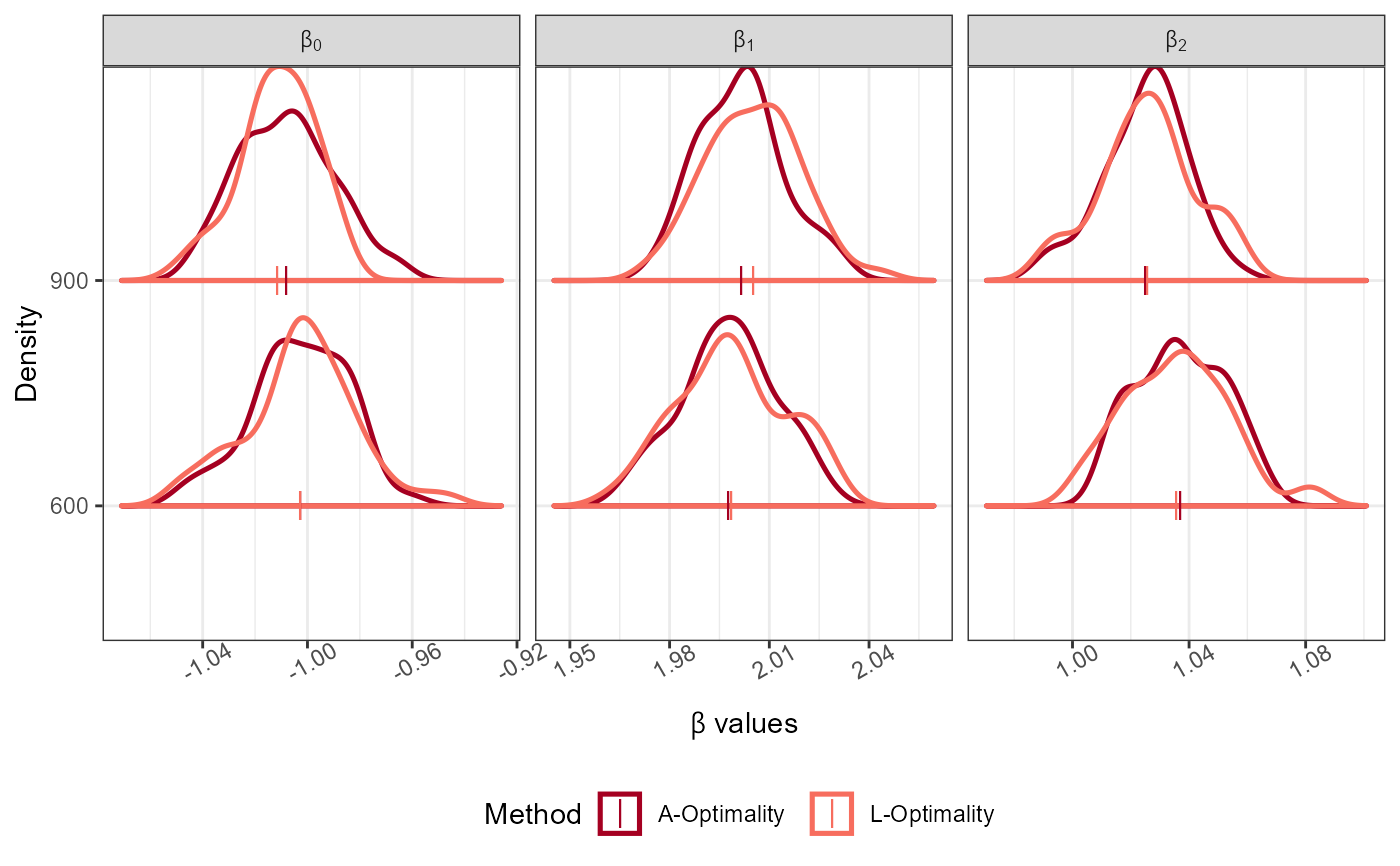 β₀ β₁ β₂
Density
900
600
-1.04 -1.00 -0.96 -0.92 1.95 1.98 2.01 2.04 1.00 1.04 1.08
β values
Method A-Optimality L-Optimality